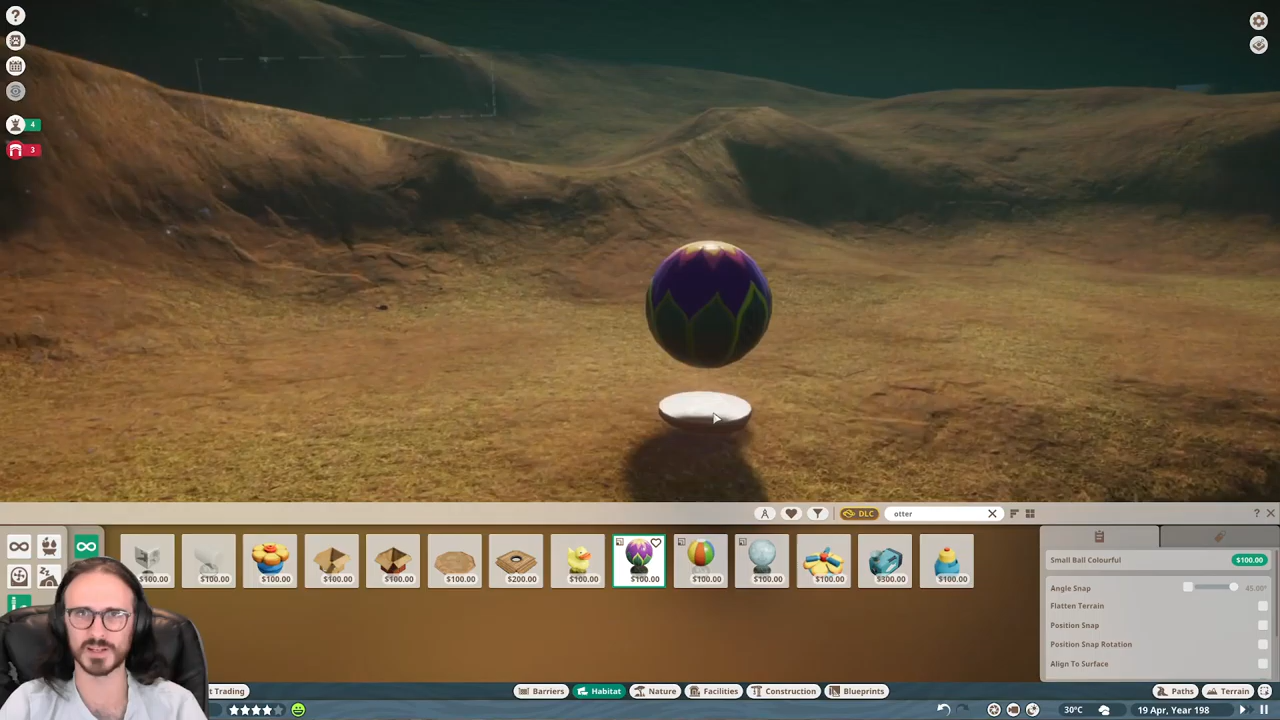 ?
4
3
DLC
otter
?
$100.00
$100.00
$100.00
$100.00
$100.00
$100.00
$200.00
$100.00
$100.00
$100.00
$100.00
$100.00
$300.00
$100.00
Small Ball Colourful
$100.00
Angle Snap
45.00°
Flatten Terrain
Position Snap
Position Snap Rotation
Align To Surface
t Trading
Barriers
Habitat
Nature
Facilities
Construction
Blueprints
Paths
Terrain
30°C
19 Apr, Year 198